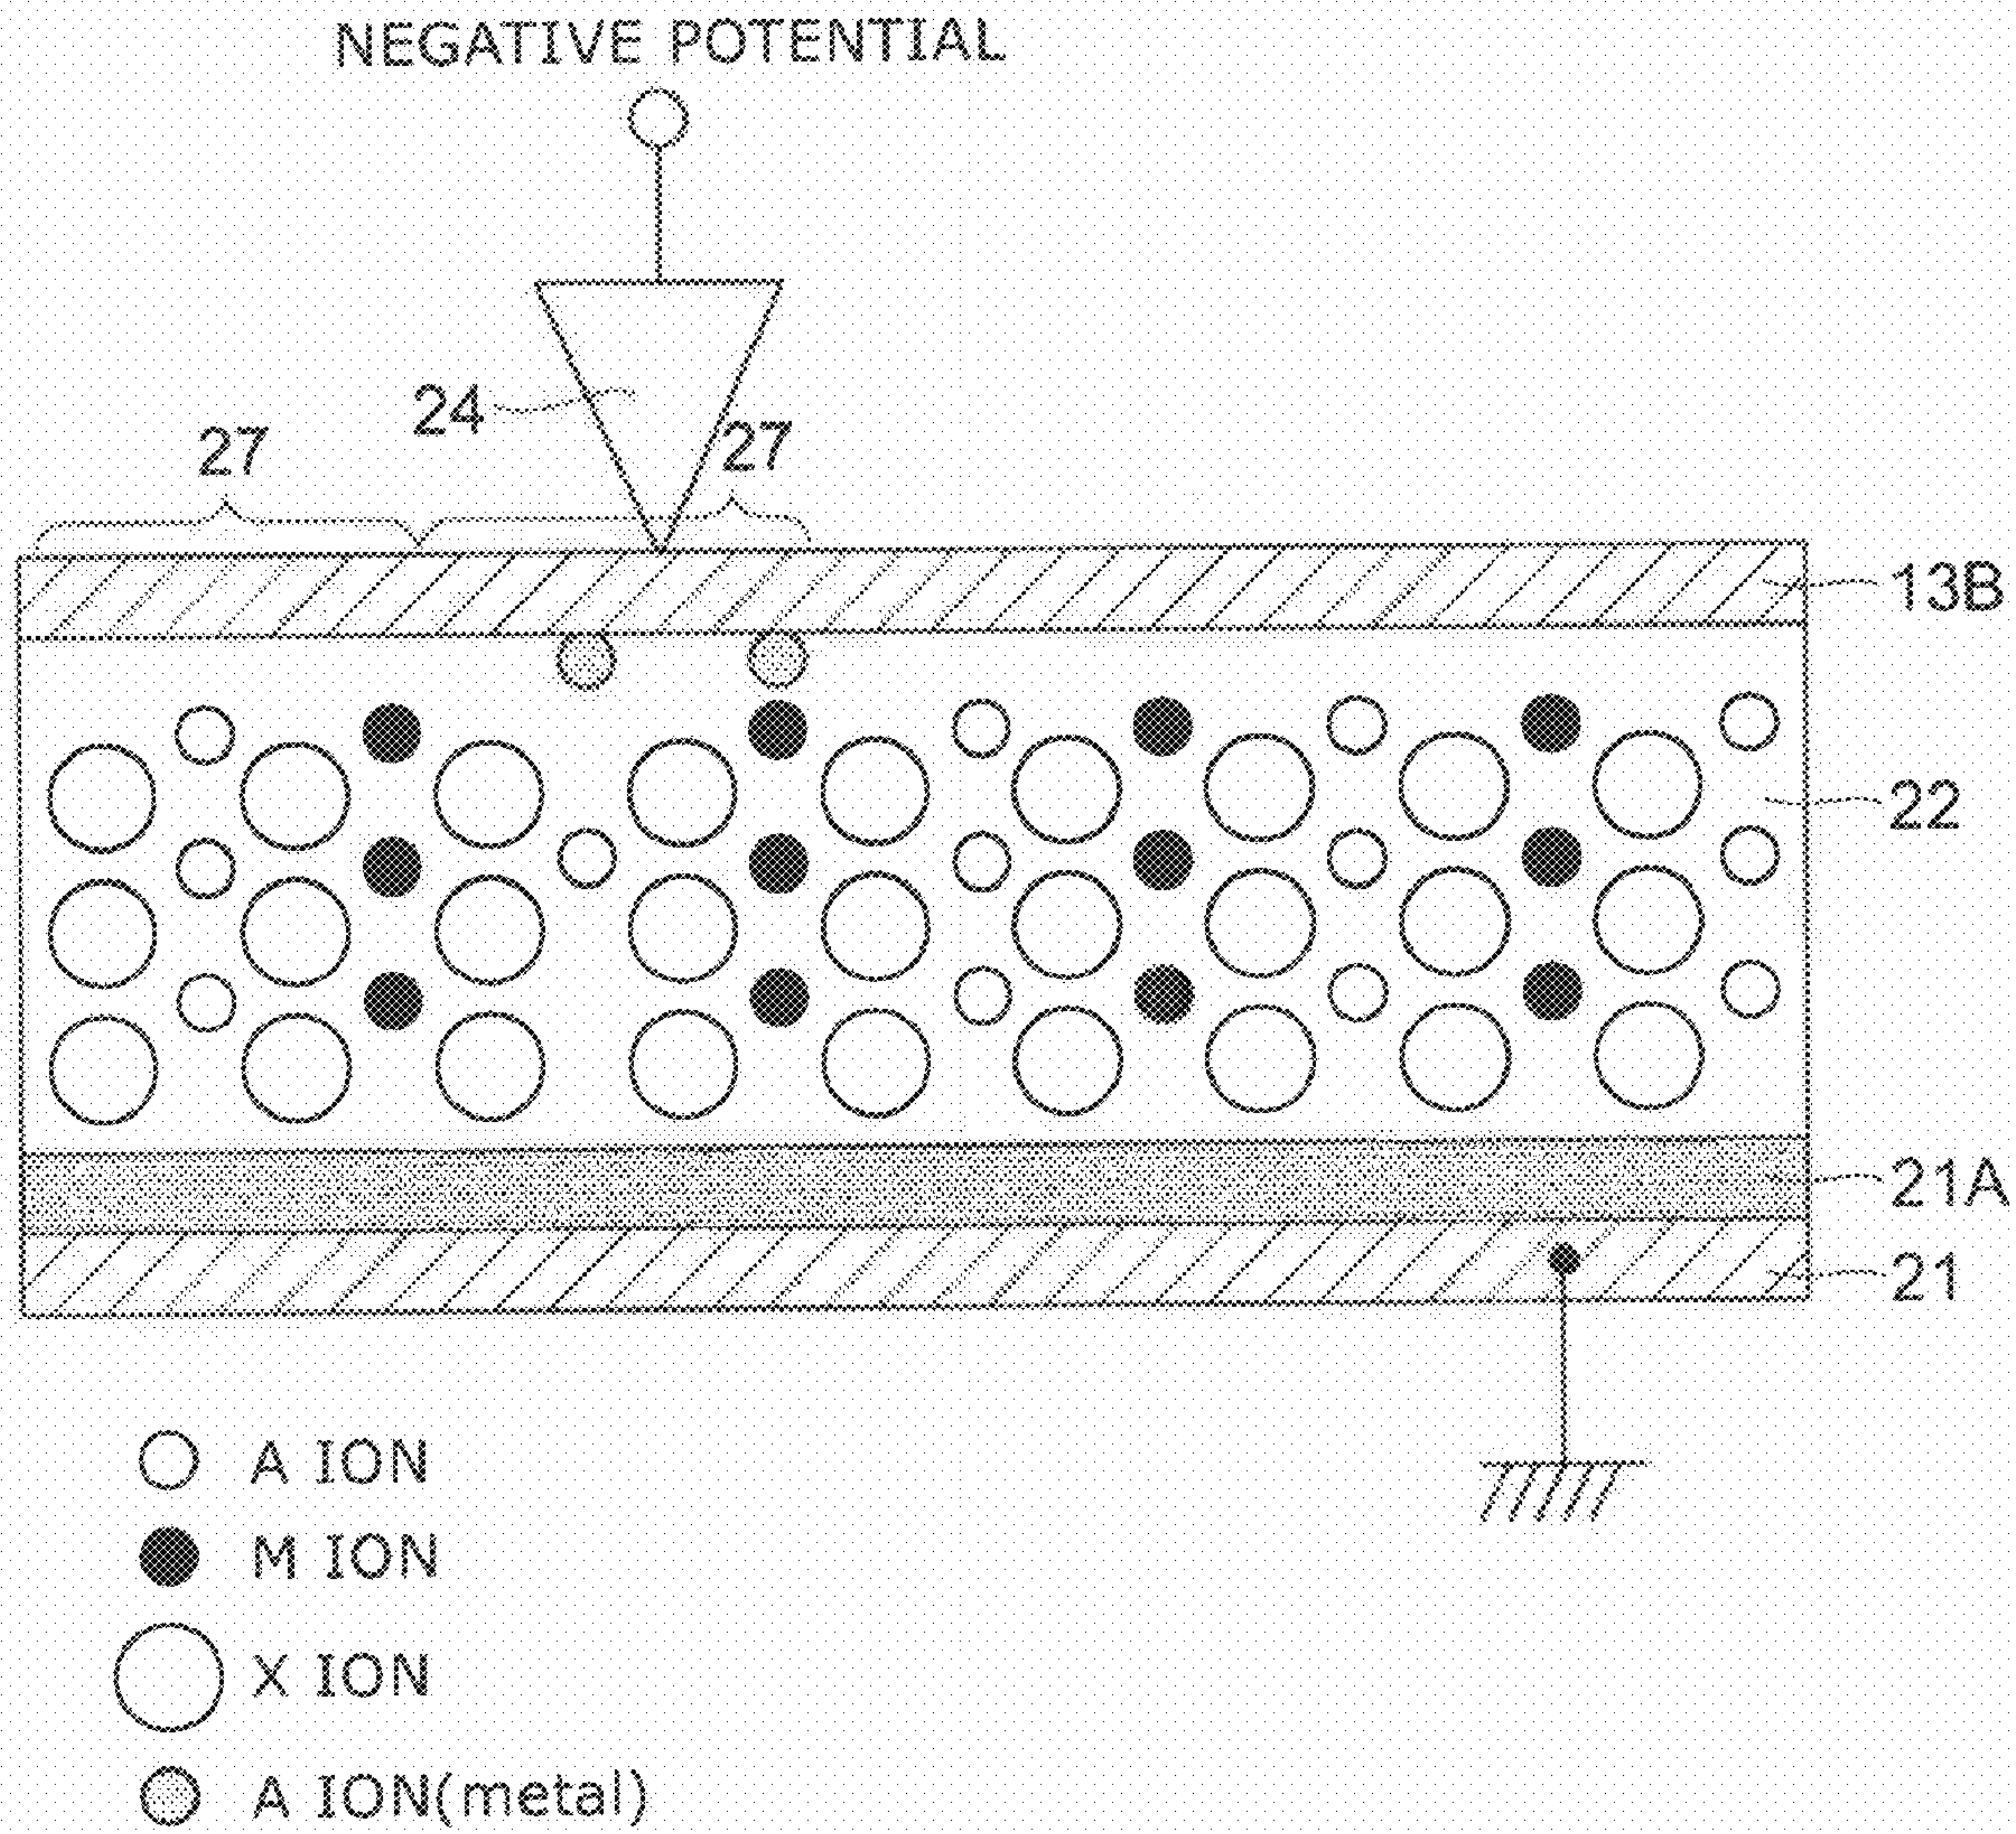 NEGATIVE POTENTIAL
24
27
27
13B
22
21A
21
A ION
M ION
X ION
A ION(metal)